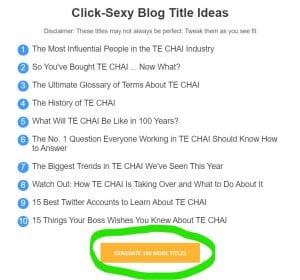 Click-Sexy Blog Title Ideas
Disclaimer: These titles may not always be perfect. Tweak them as you see fit
1 The Most Influential People in the TE CHAI Industry
2 So You've Bought TE CHAI ... Now What?
3 The Ultimate Glossary of Terms About TE CHAI
4 The History of TE CHAI
5 What Will TE CHAI Be Like in 100 Years?
6 The No. 1 Question Everyone Working in TE CHAI Should Know How
to Answer
7 The Biggest Trends in TE CHAI We've Seen This Year
8 Watch Out: How TE CHAI Is Taking Over and What to Do About It
9 15 Best Twitter Accounts to Learn About TE CHAI
10 15 Things Your Boss Wishes You Knew About TE CHAI
GENERATE 100 MORE TITLES